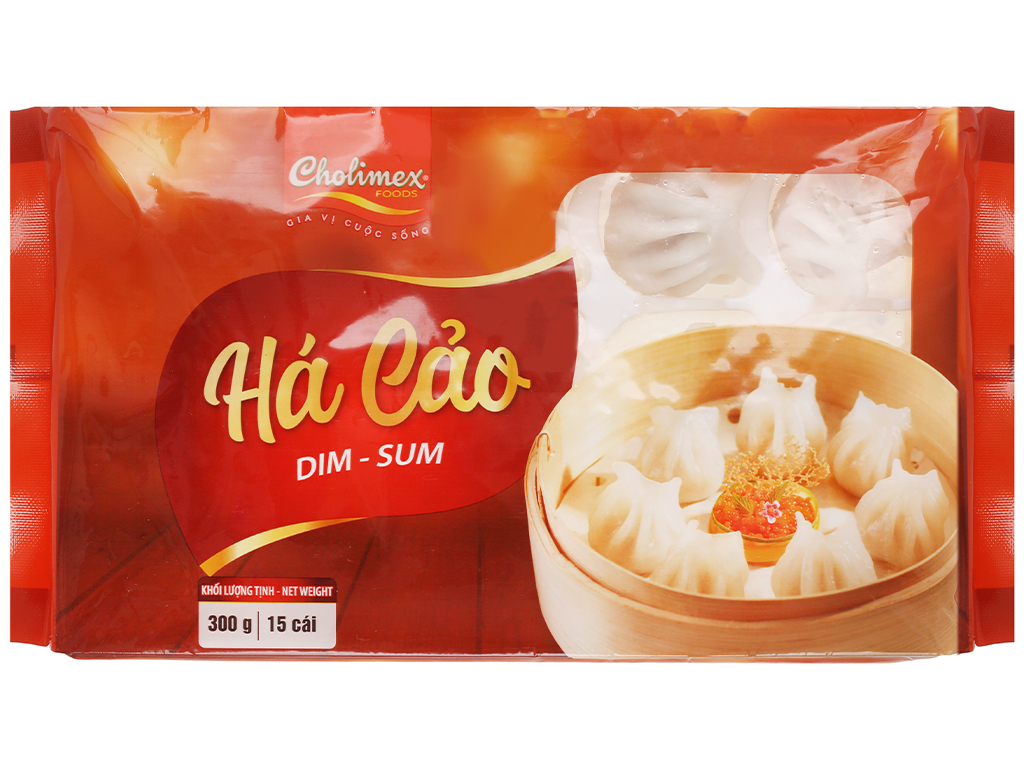 Cholimex
FOODS
GIA VỊ CUỘC SỐNG
Há Cảo
DIM - SUM
KHỐI LƯỢNG TỊNH - NET WEIGHT
300 g | 15 cái